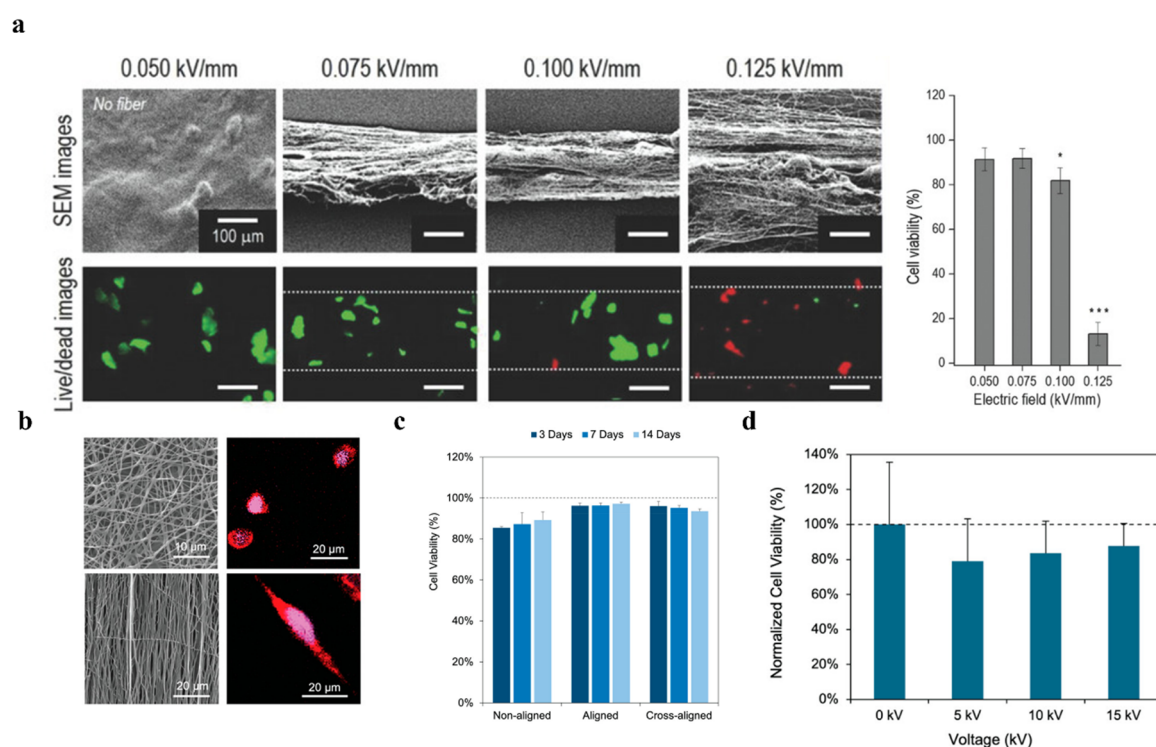 a
0.050 kV/mm 0.075 kV/mm 0.100 kV/mm 0.125 kV/mm
SEM images
No fiber
100 µm
Live/dead images
Cell viability (%)
120
100
80
60
40
20
0
*
***
0.050 0.075 0.100 0.125
Electric field (kV/mm)
b
10 µm
20 µm
20 µm
20 µm
c
3 Days 7 Days 14 Days
Cell Viability (%)
120%
100%
80%
60%
40%
20%
0%
Non-aligned Aligned Cross-aligned
d
Normalized Cell Viability (%)
140%
120%
100%
80%
60%
40%
20%
0%
0 kV 5 kV 10 kV 15 kV
Voltage (kV)